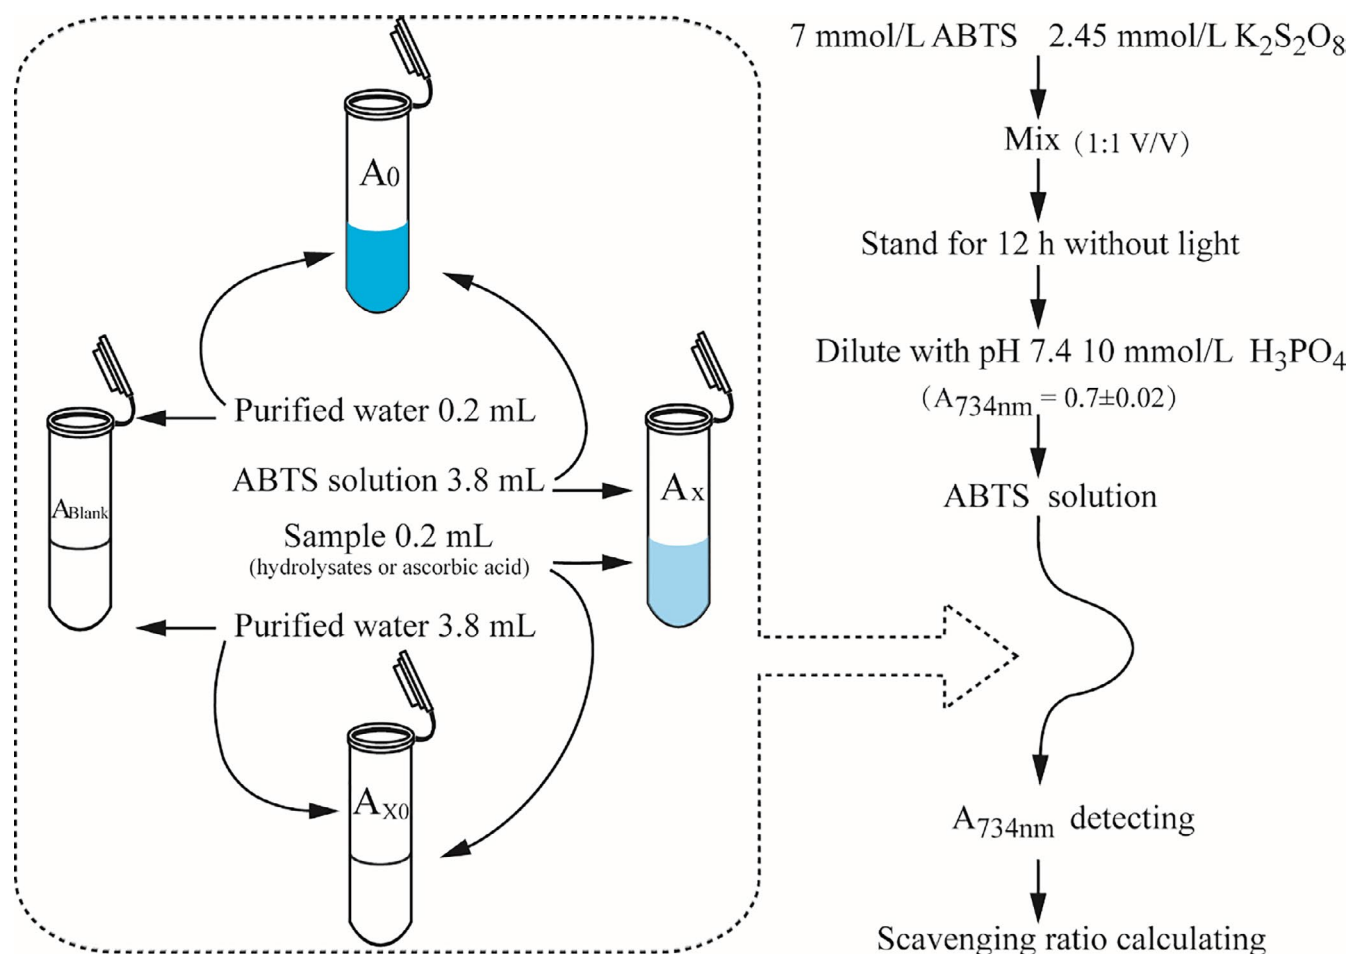 A0
ABlank
Purified water 0.2 mL
ABTS solution 3.8 mL
Sample 0.2 mL
(hydrolysates or ascorbic acid)
Purified water 3.8 mL
Ax
AX0
7 mmol/L ABTS 2.45 mmol/L K2S2O8
Mix (1:1 V/V)
Stand for 12 h without light
Dilute with pH 7.4 10 mmol/L H3PO4
(A734nm = 0.7±0.02)
ABTS solution
A734nm detecting
Scavenging ratio calculating